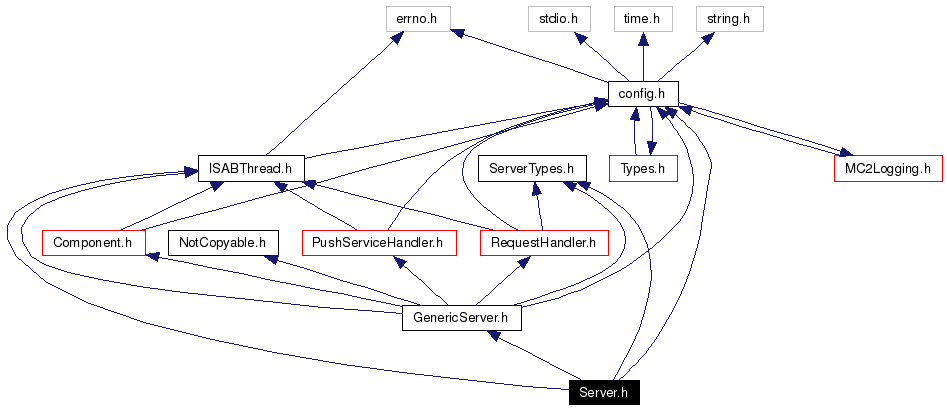 errno.h
stdio.h
time.h
string.h
config.h
ISABThread.h
ServerTypes.h
Types.h
MC2Logging.h
Component.h
NotCopyable.h
PushServiceHandler.h
RequestHandler.h
GenericServer.h
Server.h